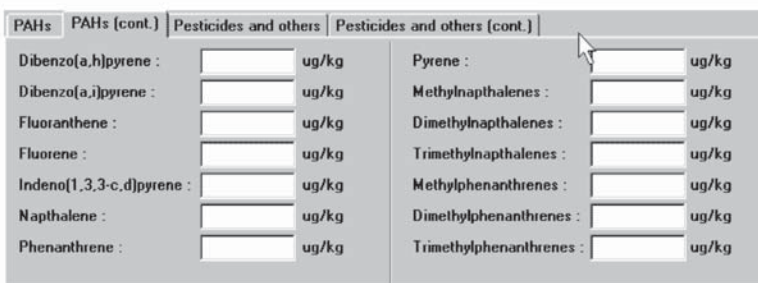 PAHs PAHs (cont.) Pesticides and others Pesticides and others (cont.)
Dibenzo(a,h)pyrene : ug/kg
Dibenzo(a,i)pyrene : ug/kg
Fluoranthene : ug/kg
Fluorene : ug/kg
Indeno(1,3,3-c,d)pyrene : ug/kg
Napthalene : ug/kg
Phenanthrene : ug/kg
Pyrene : ug/kg
Methylnapthalenes : ug/kg
Dimethylnapthalenes : ug/kg
Trimethylnapthalenes : ug/kg
Methylphenanthrenes : ug/kg
Dimethylphenanthrenes : ug/kg
Trimethylphenanthrenes : ug/kg